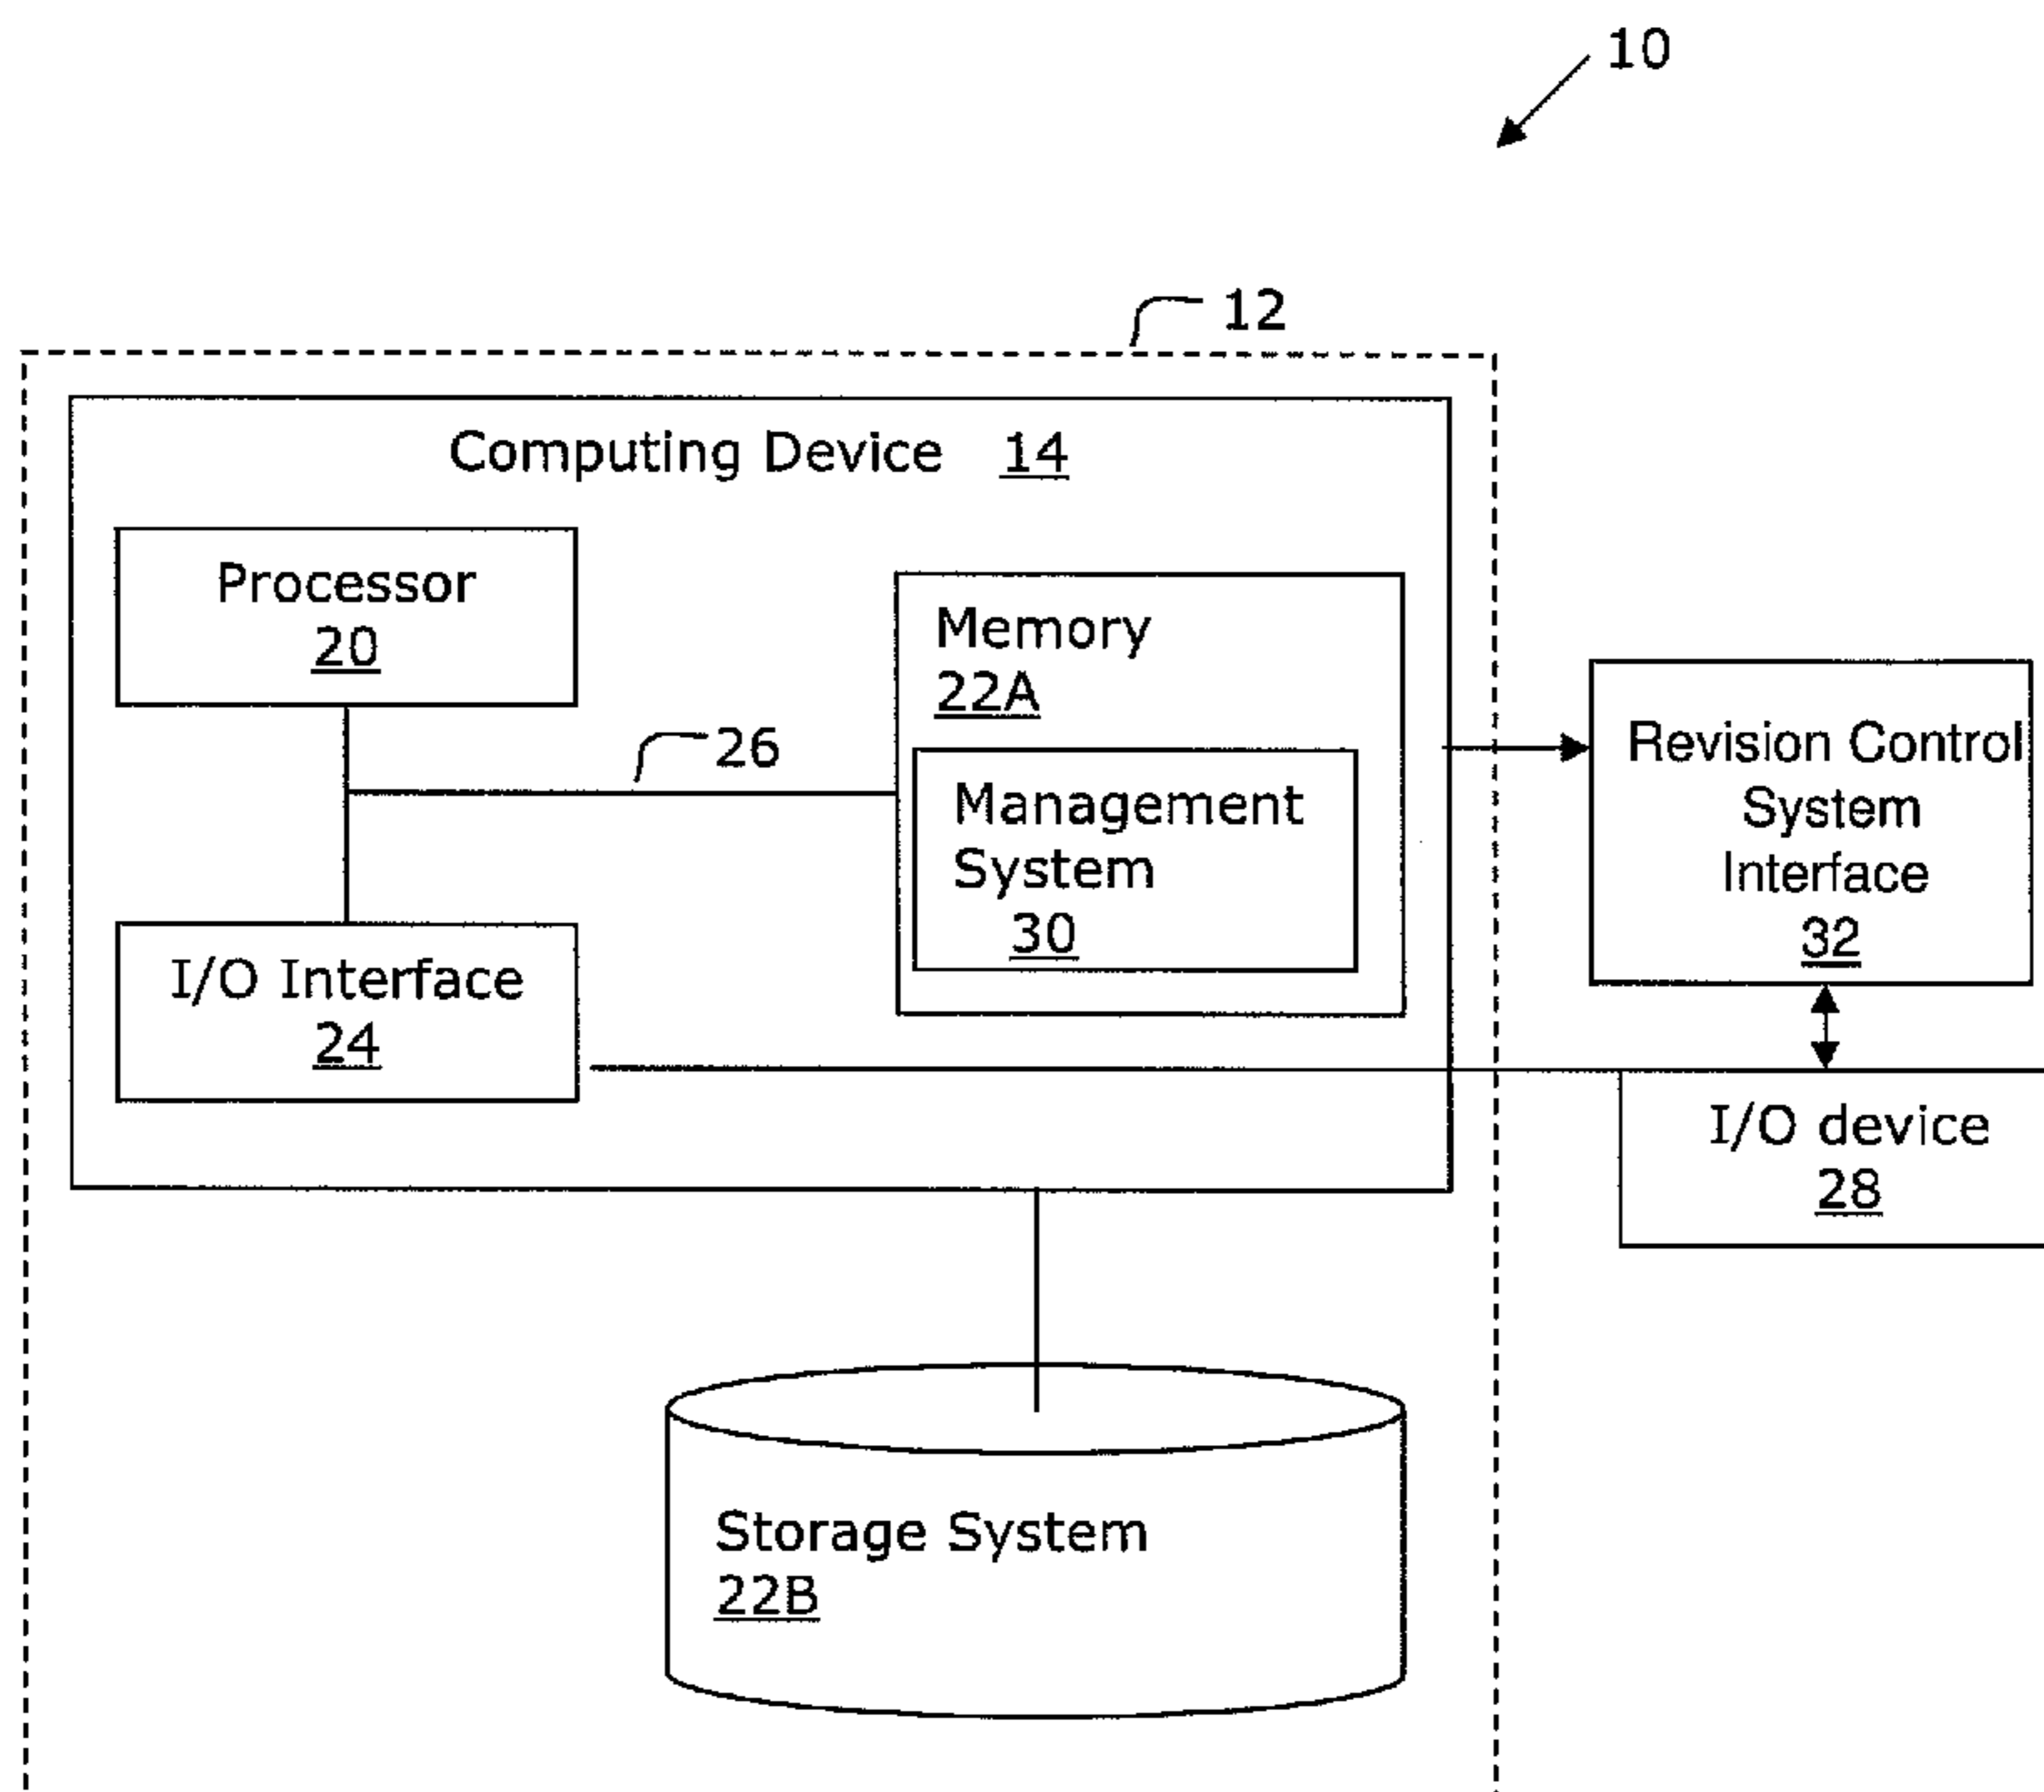 10
12
Computing Device 14
Processor
20
Memory
22A
26
Management
System
30
Revision Control
System
Interface
32
I/O Interface
24
I/O device
28
Storage System
22B